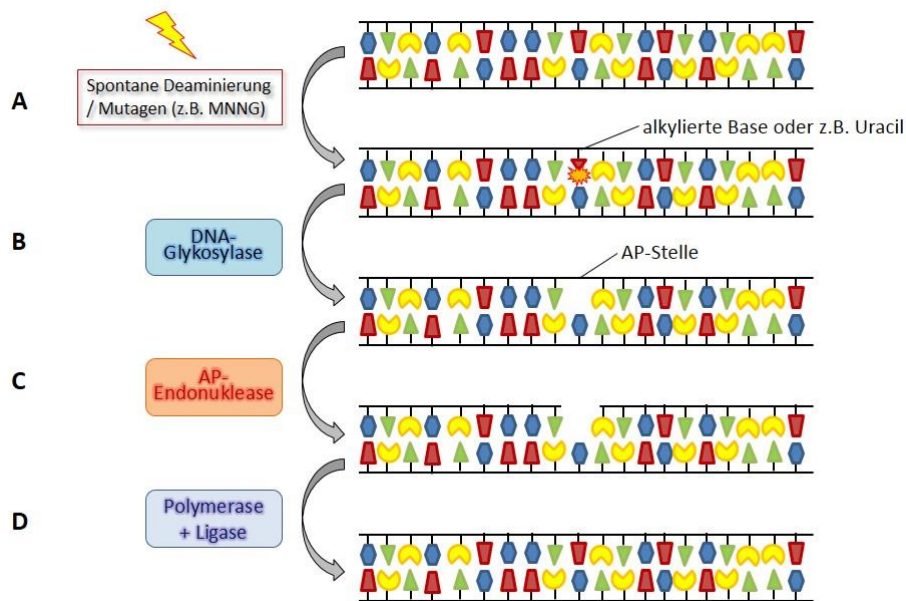 A
Spontane Deaminierung
/ Mutagen (z.B. MNNG)
alkylierte Base oder z.B. Uracil
B
DNA-
Glykosylase
AP-Stelle
C
AP-
Endonuklease
D
Polymerase
+ Ligase